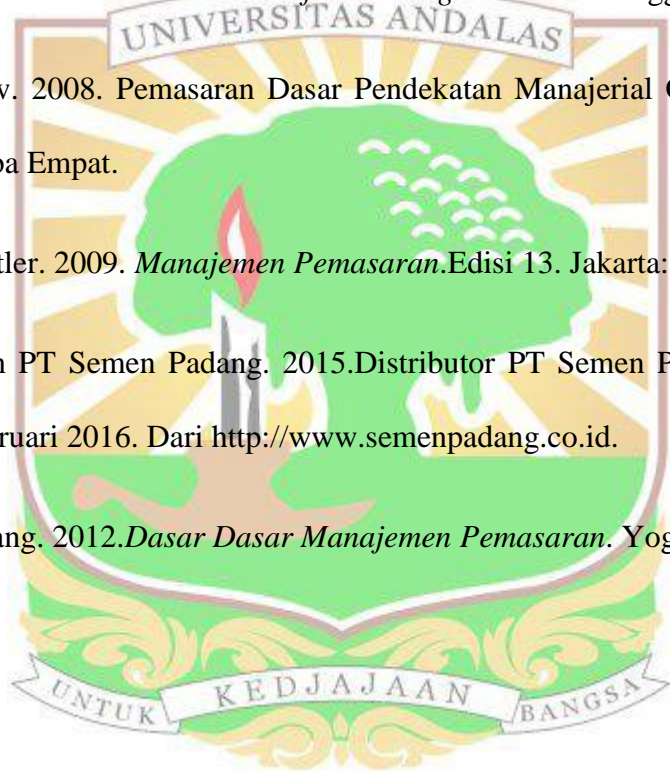 UNIVERSITAS ANDALAS
2008. Pemasaran Dasar Pendekatan Manajerial
Empat.
tler. 2009. Manajemen Pemasaran.Edisi 13. Jakarta:
PT Semen Padang. 2015.Distributor PT Semen P
ruari 2016. Dari http://www.semenpadang.co.id.
ang. 2012.Dasar Dasar Manajemen Pemasaran. Yog
UNTUK KEDJAJAAN BANGSA